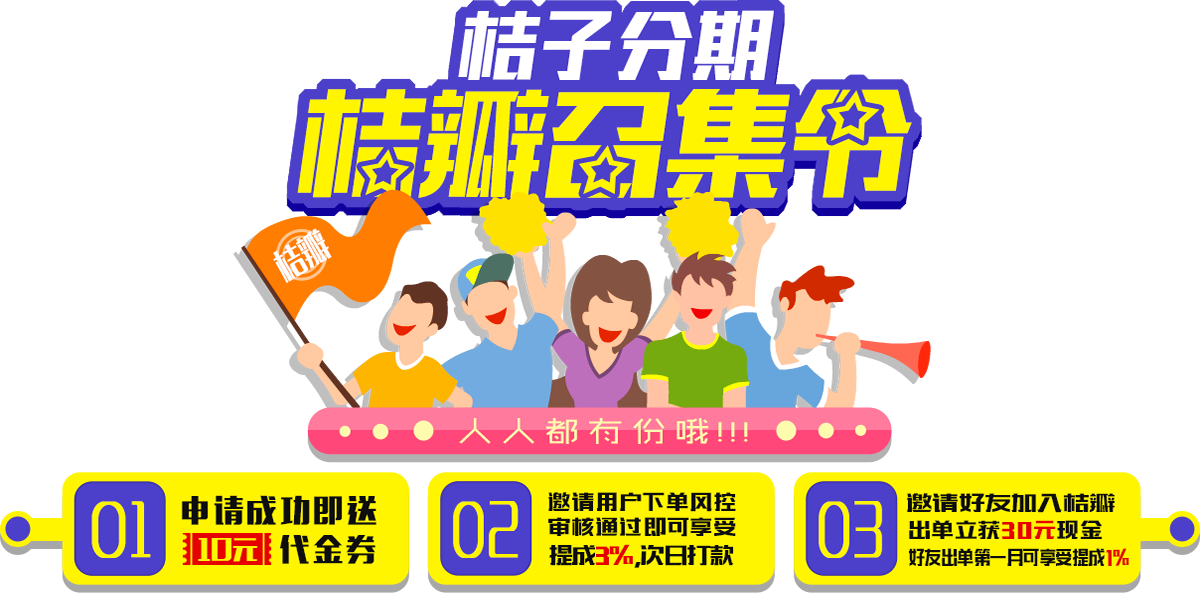 桔子分期
桔瓣召集令
桔瓣
人人都有份哦!!!
01
申请成功即送
10元代金券
02
邀请用户下单风控
审核通过即可享受
提成3%,次日打款
03
邀请好友加入桔瓣
出单立获30元现金
好友出单第一月可享受提成1%